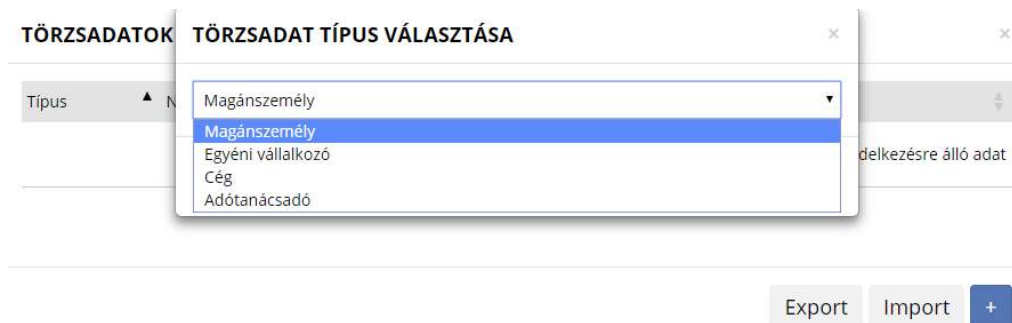 TÖRZSADATOK
TÖRZSADAT TÍPUS VÁLASZTÁSA
×
×
Típus
▲
Magánszemély
▼
Magánszemély
Egyéni vállalkozó
Cég
Adótanácsadó
delkezésre álló adat
Export
Import
+